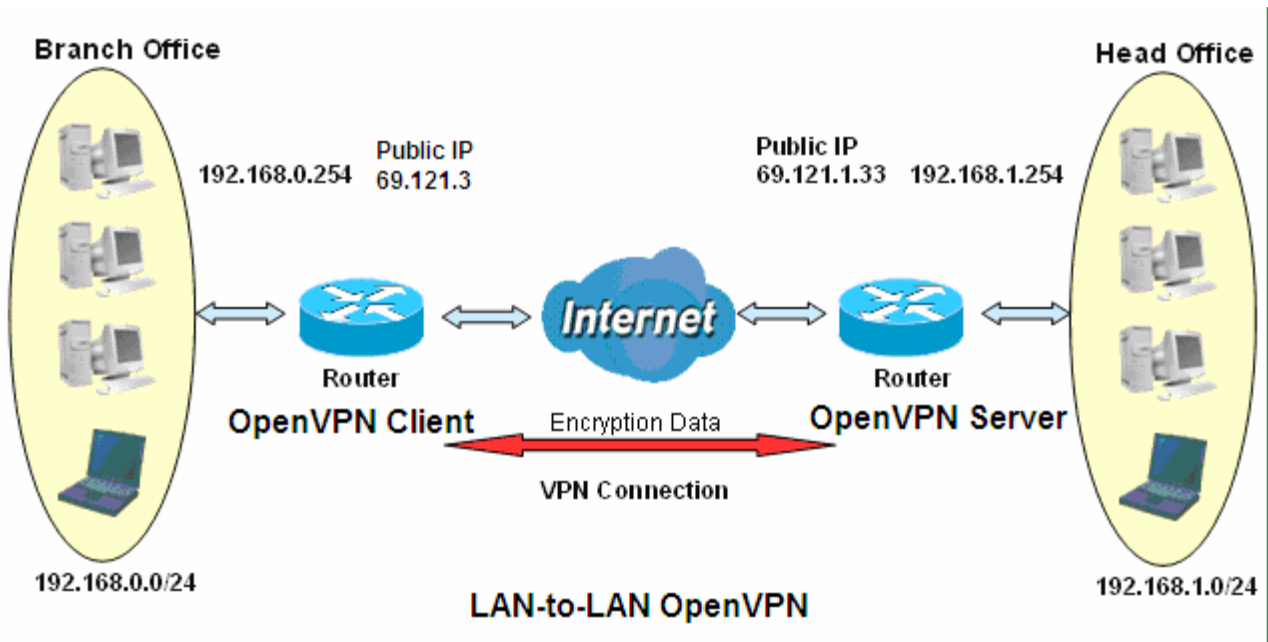 Branch Office
Head Office
Public IP
69.121.3
192.168.0.254
Public IP
69.121.1.33
192.168.1.254
Internet
Router
OpenVPN Client
Router
OpenVPN Server
Encryption Data
VPN Connection
192.168.0.0/24
192.168.1.0/24
LAN-to-LAN OpenVPN